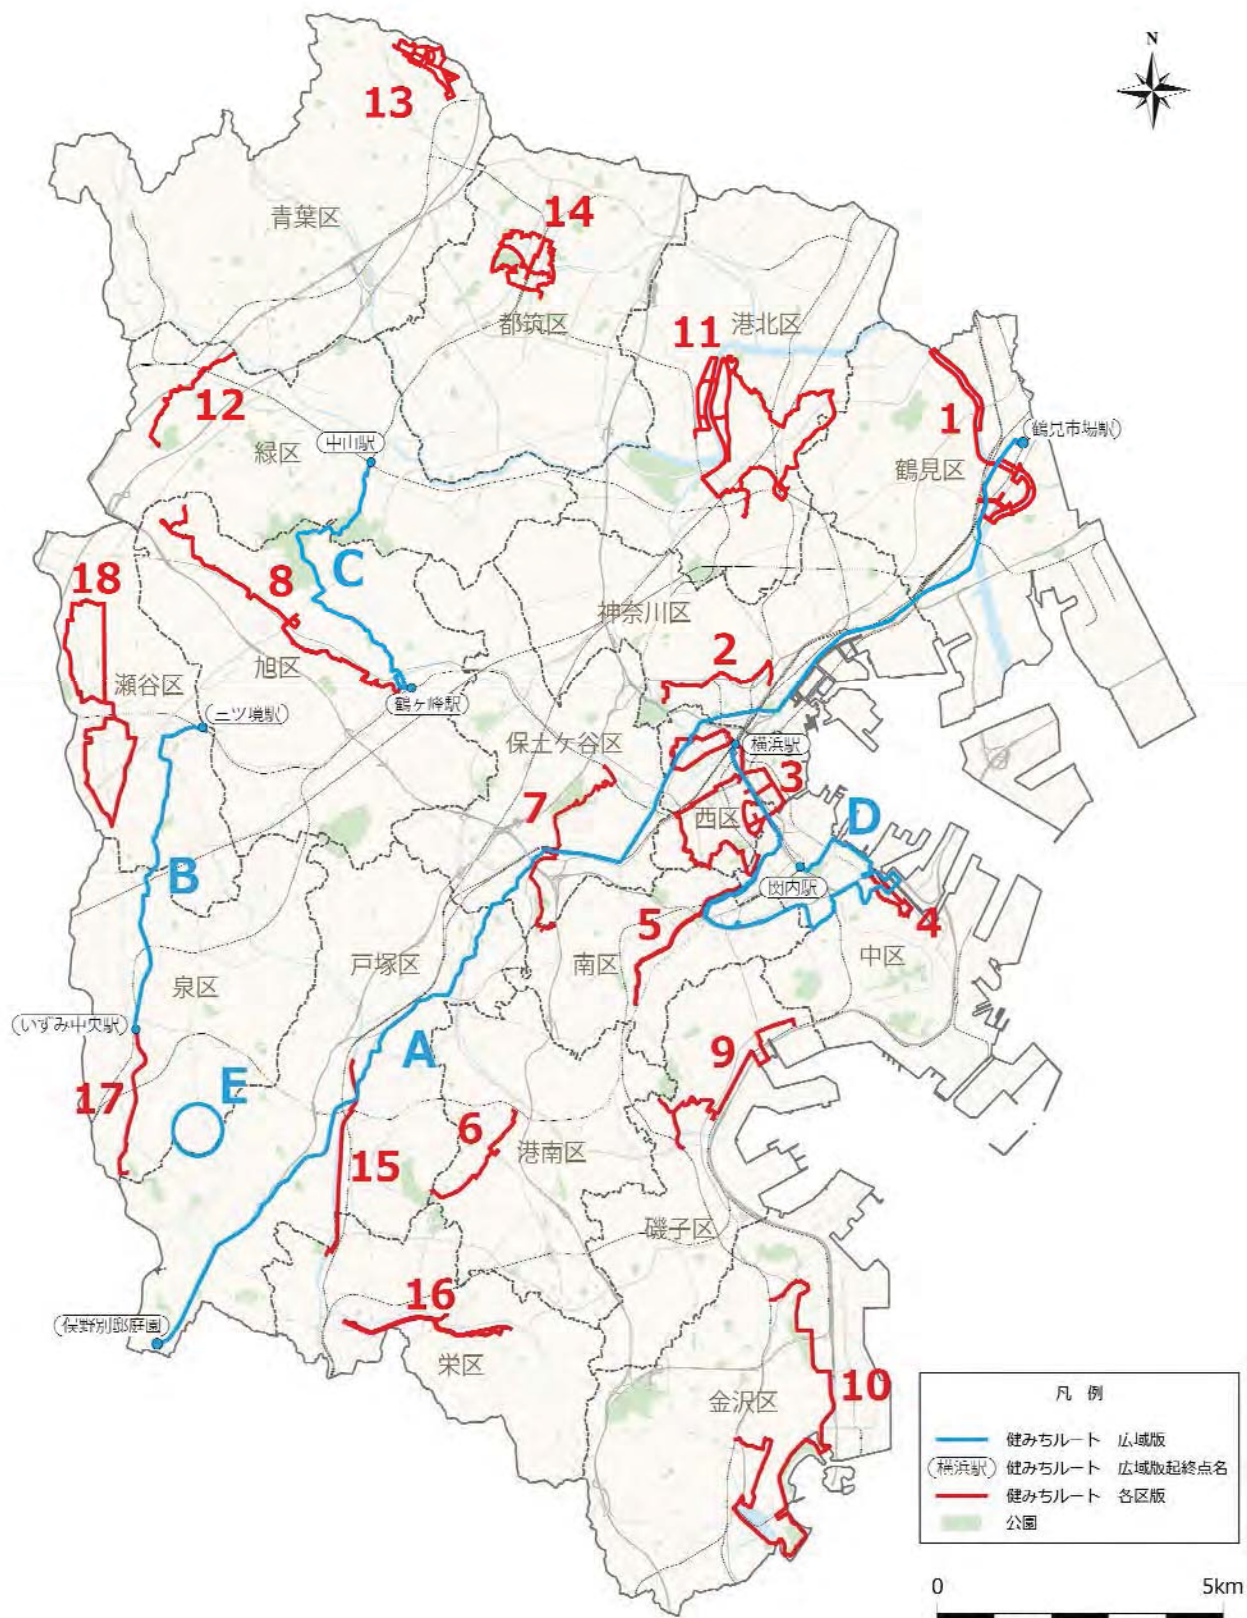 N
13
青葉区
14
都筑区
11
港北区
12
緑区
中山駅
1
鶴見市場駅
鶴見区
C
8
18
神奈川区
2
旭区
瀬谷区
三ツ境駅
鶴ヶ峰駅
保土ケ谷区
横浜駅
3
7
西区
D
B
関内駅
5
4
戸塚区
南区
中区
泉区
いずみ中央駅
A
9
17
E
6
港南区
15
磯子区
16
俣野別邸庭園
栄区
10
金沢区
凡 例
健みちルート 広域版
横浜駅 健みちルート 広域版起終点名
健みちルート 各区版
公園
0 5km